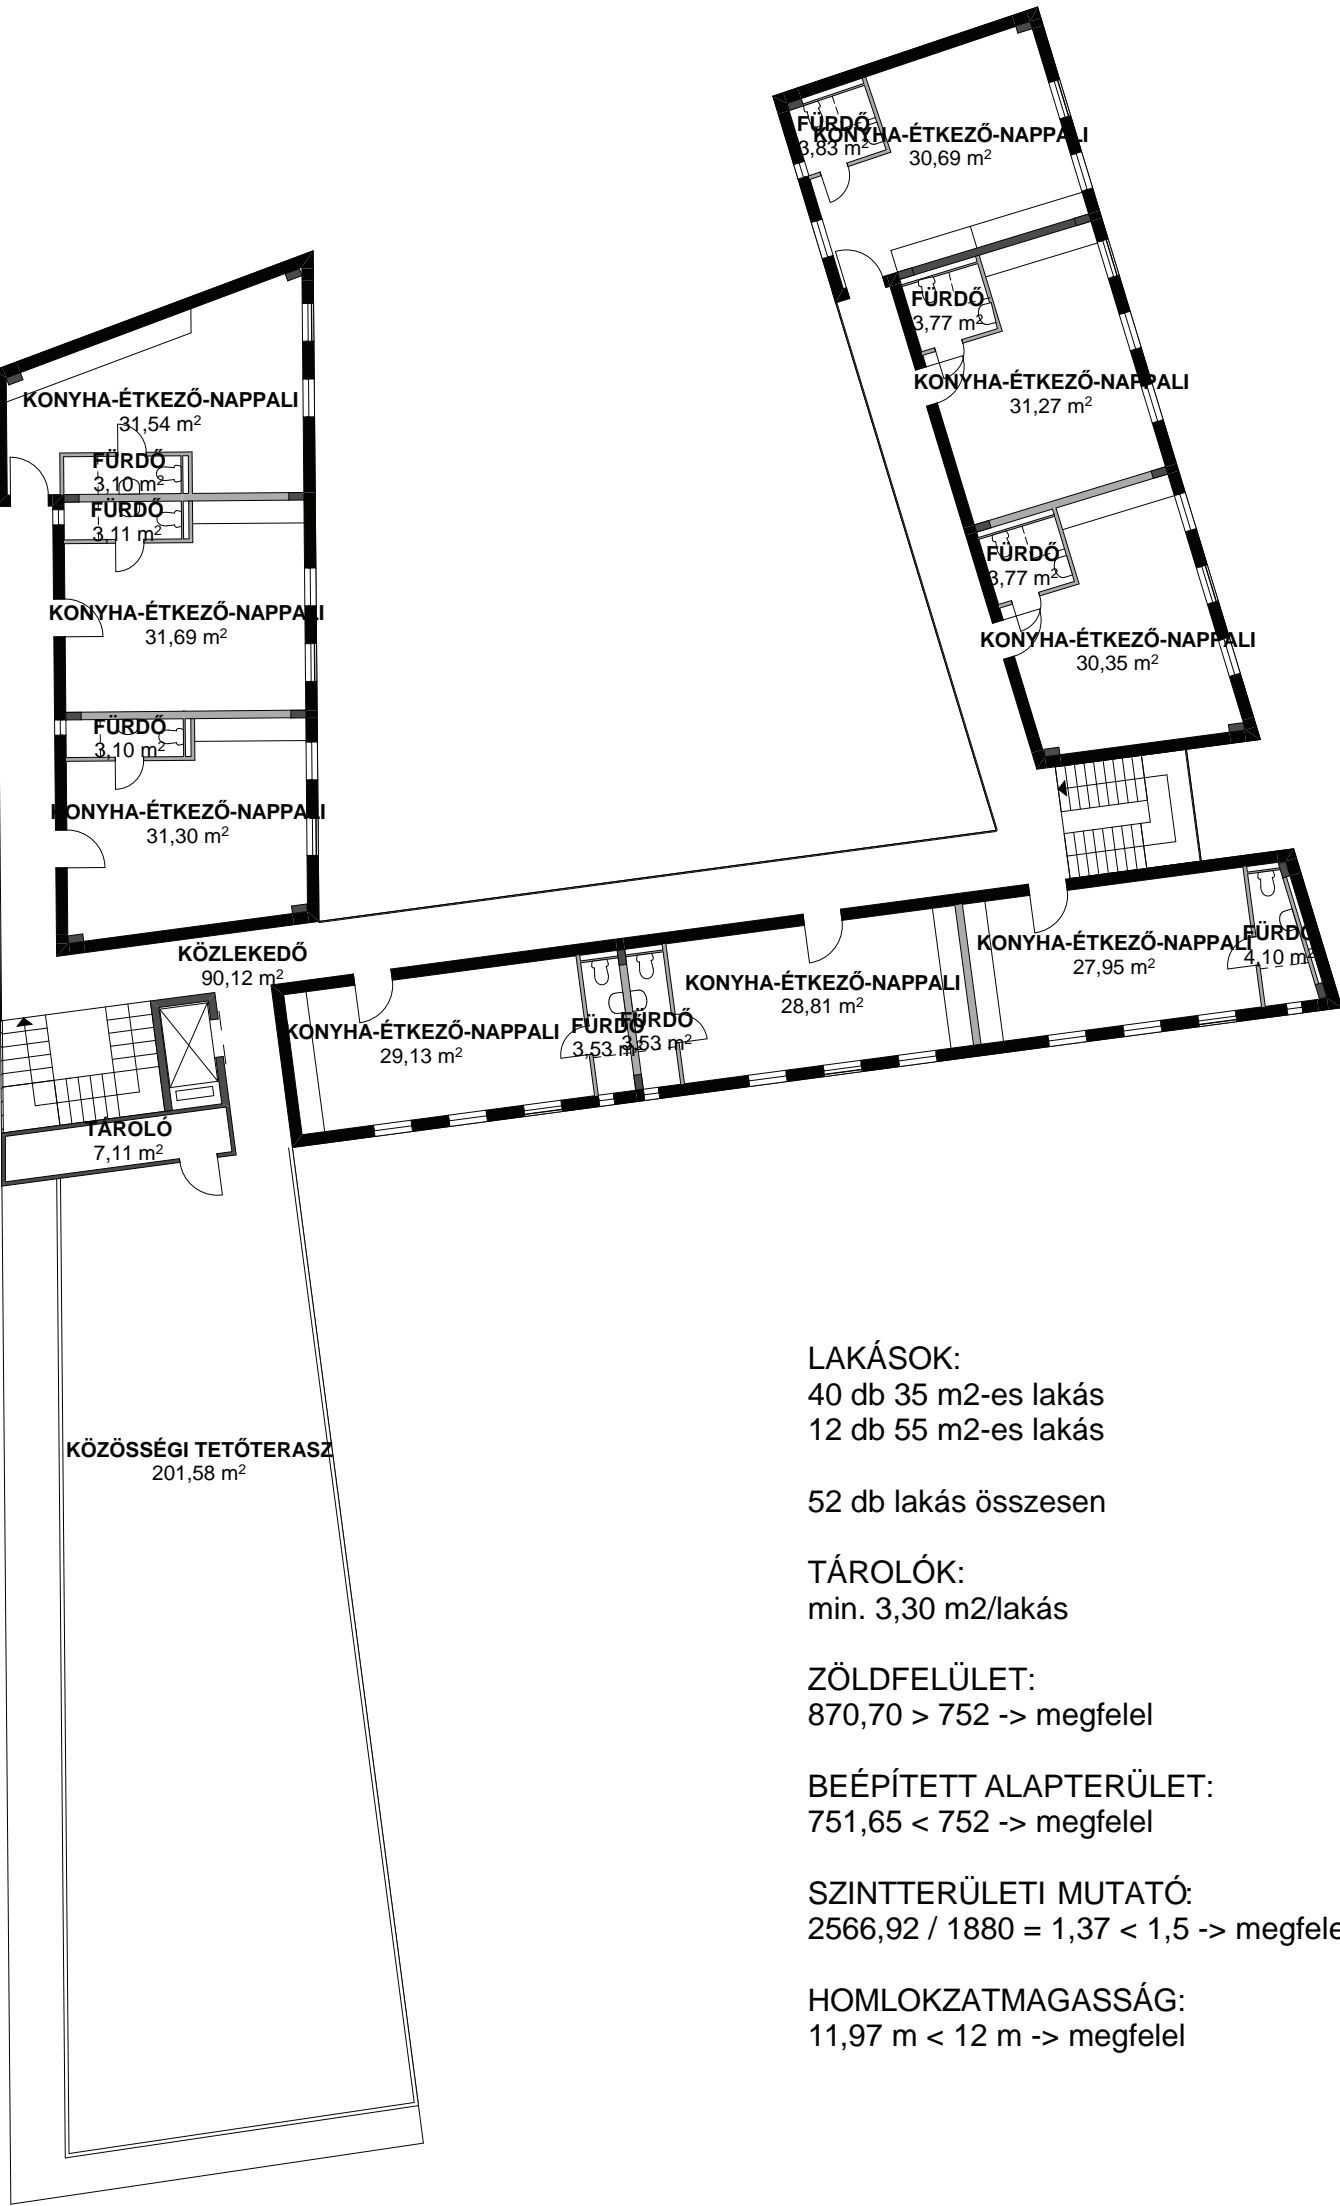 FÜRDŐ
3,83 m²
KONYHA-ÉTKEZŐ-NAPPALI
30,69 m²
FÜRDŐ
3,77 m²
KONYHA-ÉTKEZŐ-NAPPALI
31,27 m²
FÜRDŐ
3,77 m²
KONYHA-ÉTKEZŐ-NAPPALI
30,35 m²
KONYHA-ÉTKEZŐ-NAPPALI
31,54 m²
FÜRDŐ
3,10 m²
FÜRDŐ
3,11 m²
KONYHA-ÉTKEZŐ-NAPPALI
31,69 m²
FÜRDŐ
3,10 m²
KONYHA-ÉTKEZŐ-NAPPALI
31,30 m²
KÖZLEKEDŐ
90,12 m²
KONYHA-ÉTKEZŐ-NAPPALI
29,13 m²
FÜRDŐ
3,53 m²
FÜRDŐ
3,53 m²
KONYHA-ÉTKEZŐ-NAPPALI
28,81 m²
KONYHA-ÉTKEZŐ-NAPPALI
27,95 m²
FÜRDŐ
4,10 m²
TÁROLÓ
7,11 m²
KÖZÖSSÉGI TETŐTERASZ
201,58 m²
LAKÁSOK:
40 db 35 m2-es lakás
12 db 55 m2-es lakás
52 db lakás összesen
TÁROLÓK:
min. 3,30 m2/lakás
ZÖLDFELÜLET:
870,70 > 752 -> megfelel
BEÉPÍTETT ALAPTERÜLET:
751,65 < 752 -> megfelel
SZINTTERÜLETI MUTATÓ:
2566,92 / 1880 = 1,37 < 1,5 -> megfele
HOMLOKZATMAGASSÁG:
11,97 m < 12 m -> megfelel